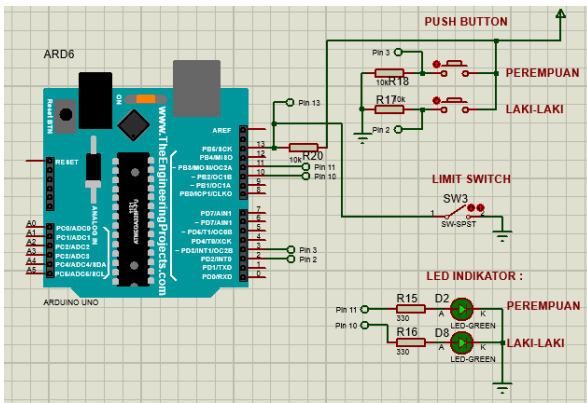 PUSH BUTTON
ARD6
Pin 3
10k
R18
PEREMPUAN
R17
10k
LAKI-LAKI
Pin 2
Reset BTN
ON
www.TheEngineeringProjects.com
RESET
ANALOG IN
ARDUINO UNO
A0 PC0/ADC0
A1 PC1/ADC1
A2 PC2/ADC2
A3 PC3/ADC3
A4 PC4/ADC4/SDA
A5 PC5/ADC5/SCL
AREF
PB5/SCK 13
PB4/MISO 12
~PB3/MOSI/OC2A 11
~PB2/OC1B 10
~PB1/OC1A 9
PB0/ICP1/CLKO 8
PD7/AIN1 7
~PD6/AIN1 6
~PD5/T1/OC0B 5
PD4/T0/XCK 4
~PD3/INT1/OC2B 3
PD2/INT0 2
PD1/TXD 1
PD0/RXD 0
Pin 13
R20
10k
Pin 11
Pin 10
Pin 3
Pin 2
LIMIT SWITCH
SW3
1 2
SW-SPST
LED INDIKATOR :
Pin 11
R15
330
D2
A K
LED-GREEN
PEREMPUAN
Pin 10
R16
330
D8
A K
LED-GREEN
LAKI-LAKI
ARDUINO UNO